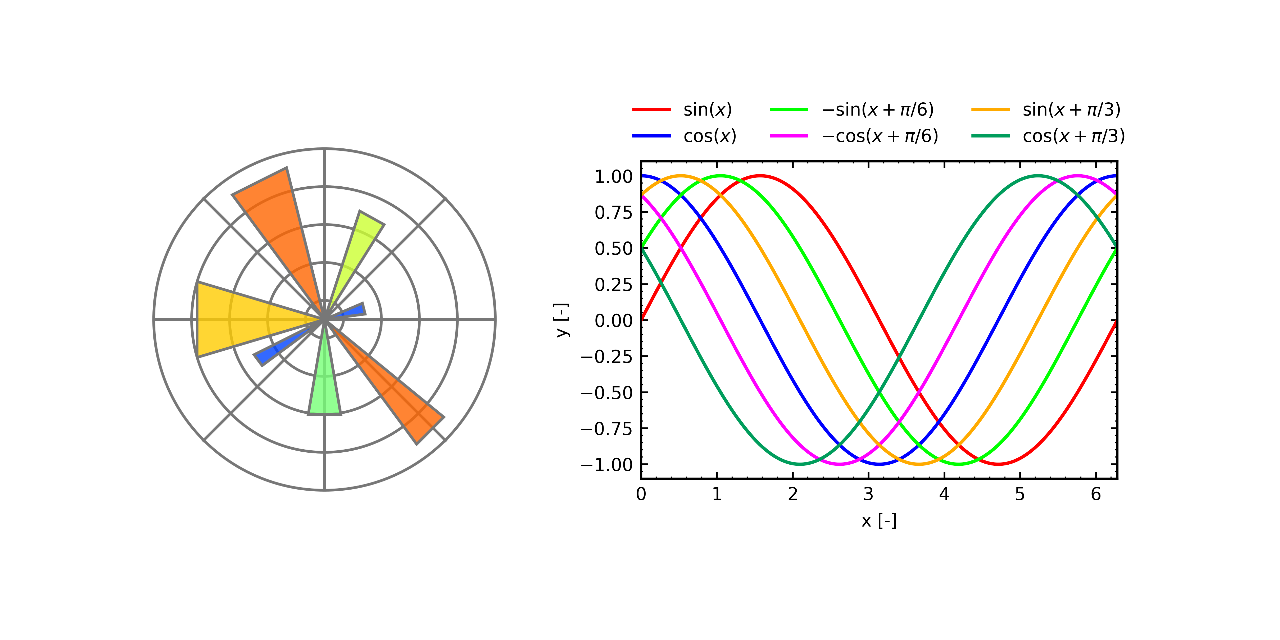 sin(x) −sin(x + π/6) sin(x + π/3)
cos(x) −cos(x + π/6) cos(x + π/3)
1.00
0.75
0.50
0.25
0.00
−0.25
−0.50
−0.75
−1.00
y [-]
0 1 2 3 4 5 6
x [-]